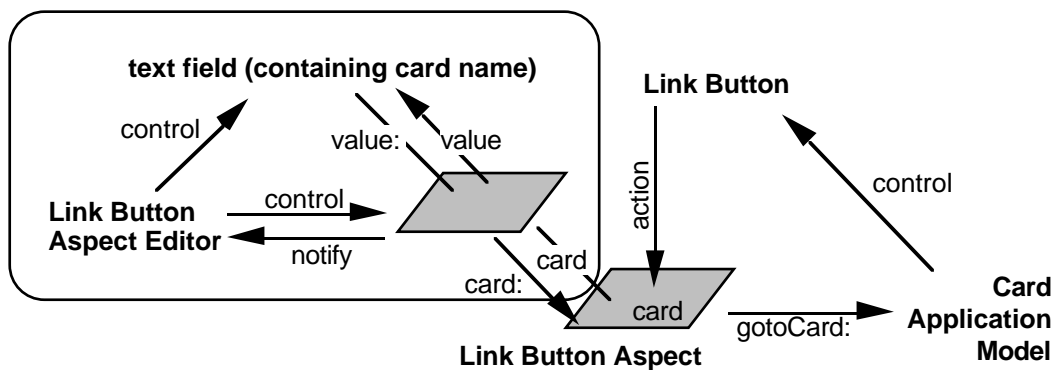 text field (containing card name)
Link Button
control
value:
value
action
control
Link Button
Aspect Editor
control
notify
card
card:
card
gotoCard:
Card
Application
Model
Link Button Aspect